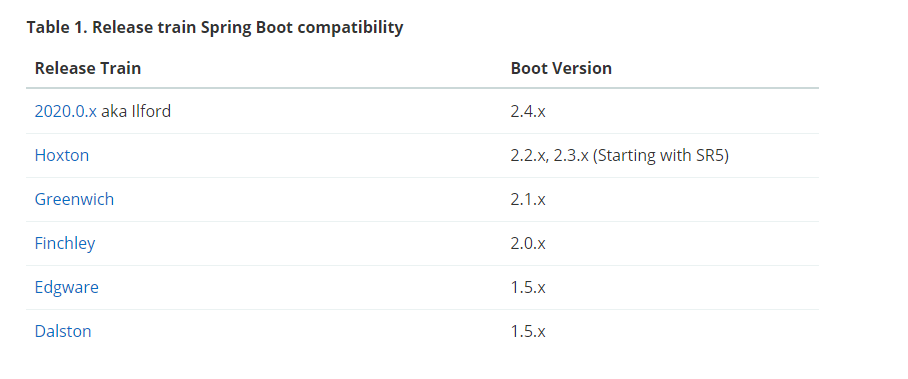 Table 1. Release train Spring Boot compatibility
Release Train Boot Version
2020.0.x aka Ilford 2.4.x
Hoxton 2.2.x, 2.3.x (Starting with SR5)
Greenwich 2.1.x
Finchley 2.0.x
Edgware 1.5.x
Dalston 1.5.x